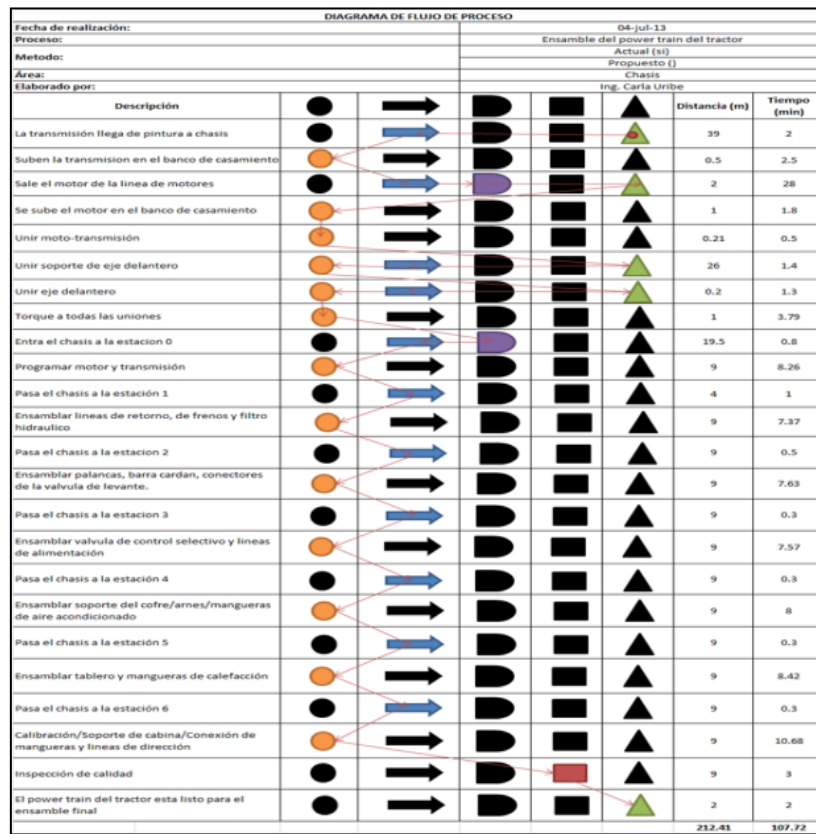 DIAGRAMA DE FLUJO DE PROCESO
Fecha de realización: 04-jul-13
Proceso: Ensamble del power train del tractor
Metodo: Actual (si)
Propuesto ()
Área: Chasis
Elaborado por: Ing. Carla Uribe
Descripción Distancia (m) Tiempo (min)
La transmisión llega de pintura a chasis 39 2
Suben la transmision en el banco de casamiento 0.5 2.5
Sale el motor de la linea de motores 2 28
Se sube el motor en el banco de casamiento 1 1.8
Unir moto-transmisión 0.21 0.5
Unir soporte de eje delantero 26 1.4
Unir eje delantero 0.2 1.3
Torque a todas las uniones 1 3.79
Entra el chasis a la estacion 0 19.5 0.8
Programar motor y transmisión 9 8.26
Pasa el chasis a la estación 1 4 1
Ensamblar lineas de retorno, de frenos y filtro
hidraulico 9 7.37
Pasa el chasis a la estacion 2 9 0.5
Ensamblar palancas, barra cardan, conectores
de la valvula de levante. 9 7.63
Pasa el chasis a la estacion 3 9 0.3
Ensamblar valvula de control selectivo y lineas
de alimentación 9 7.57
Pasa el chasis a la estación 4 9 0.3
Ensamblar soporte del cofre/arnes/mangueras
de aire acondicionado 9 8
Pasa el chasis a la estación 5 9 0.3
Ensamblar tablero y mangueras de calefacción 9 8.42
Pasa el chasis a la estación 6 9 0.3
Calibración/Soporte de cabina/Conexión de
mangueras y lineas de dirección 9 10.68
Inspección de calidad 9 3
El power train del tractor esta listo para el
ensamble final 2 2
212.41 107.72